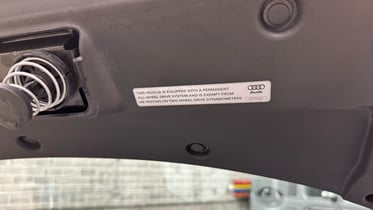 THIS VEHICLE IS EQUIPPED WITH A PERMANENT
ALL-WHEEL DRIVE SYSTEM AND IS EXEMPT FROM
I/M TESTING ON TWO-WHEEL DRIVE DYNAMOMETERS
Audi